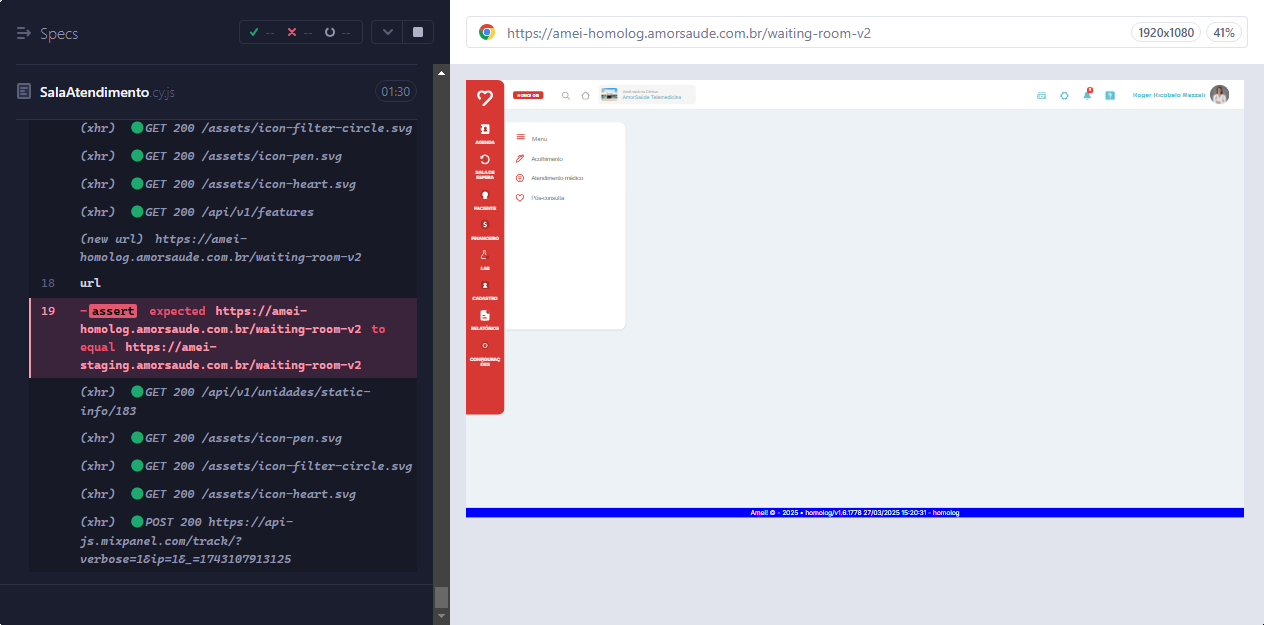 Specs
--
--
--
SalaAtendimento.cy.js
01:30
(xhr) GET 200 /assets/icon-filter-circle.svg
(xhr) GET 200 /assets/icon-pen.svg
(xhr) GET 200 /assets/icon-heart.svg
(xhr) GET 200 /api/v1/features
(new url) https://amei-
homolog.amorsaude.com.br/waiting-room-v2
18 url
19 -assert expected https://amei-
homolog.amorsaude.com.br/waiting-room-v2 to
equal https://amei-
staging.amorsaude.com.br/waiting-room-v2
(xhr) GET 200 /api/v1/unidades/static-
info/183
(xhr) GET 200 /assets/icon-pen.svg
(xhr) GET 200 /assets/icon-filter-circle.svg
(xhr) GET 200 /assets/icon-heart.svg
(xhr) POST 200 https://api-
js.mixpanel.com/track/?
verbose=1&ip=1&_=1743107913125
https://amei-homolog.amorsaude.com.br/waiting-room-v2
1920x1080
41%
AmorSaúde Telemedicina
Roger Ricobelo Mazzali
AGENDA
SALA DE
ESPERA
PACIENTE
FINANCEIRO
LAB
CADASTRO
RELATÓRIOS
CONFIGURAÇ
ÕES
Menu
Acolhimento
Atendimento médico
Pós-consulta
Amei! © - 2025 • homolog/v1.6.1778 27/03/2025 15:20:31 - homolog